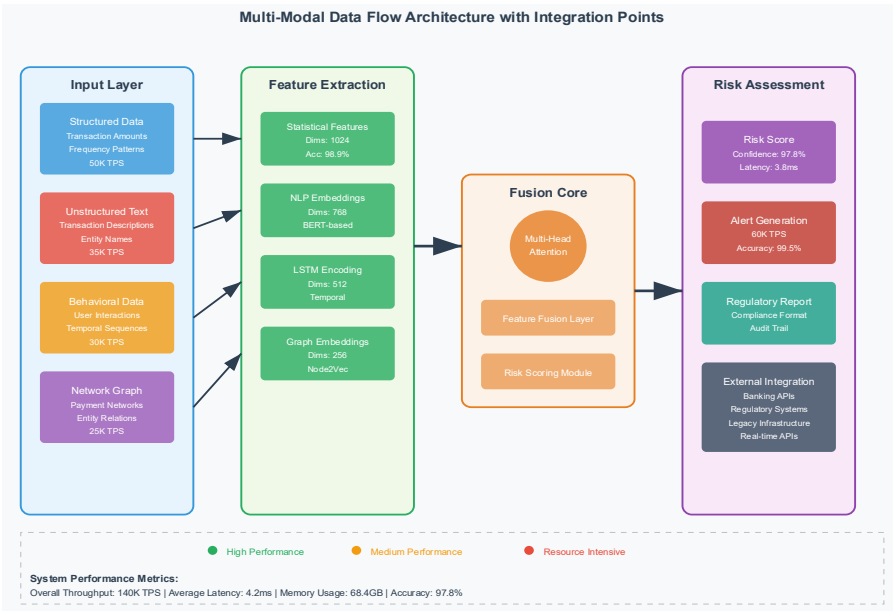 Multi-Modal Data Flow Architecture with Integration Points
Input Layer
Structured Data
Transaction Amounts
Frequency Patterns
50K TPS
Unstructured Text
Transaction Descriptions
Entity Names
35K TPS
Behavioral Data
User Interactions
Temporal Sequences
30K TPS
Network Graph
Payment Networks
Entity Relations
25K TPS
Feature Extraction
Statistical Features
Dims: 1024
Acc: 98.9%
NLP Embeddings
Dims: 768
BERT-based
LSTM Encoding
Dims: 512
Temporal
Graph Embeddings
Dims: 256
Node2Vec
Fusion Core
Multi-Head
Attention
Feature Fusion Layer
Risk Scoring Module
Risk Assessment
Risk Score
Confidence: 97.8%
Latency: 3.8ms
Alert Generation
60K TPS
Accuracy: 99.5%
Regulatory Report
Compliance Format
Audit Trail
External Integration
Banking APIs
Regulatory Systems
Legacy Infrastructure
Real-time APIs
High Performance
Medium Performance
Resource Intensive
System Performance Metrics:
Overall Throughput: 140K TPS | Average Latency: 4.2ms | Memory Usage: 68.4GB | Accuracy: 97.8%